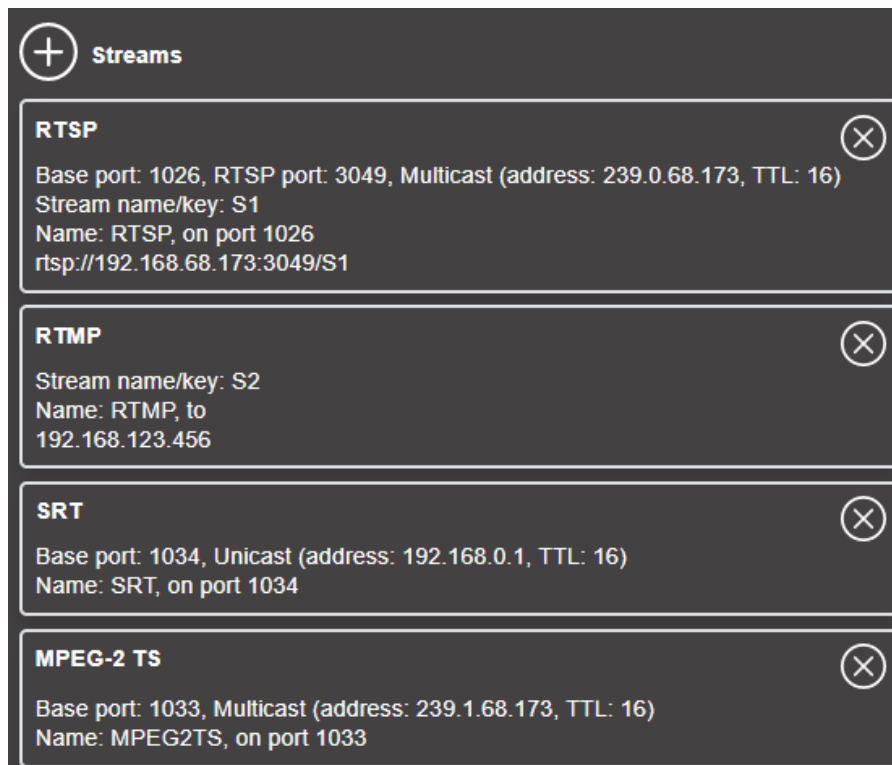 Streams
RTSP
Base port: 1026, RTSP port: 3049, Multicast (address: 239.0.68.173, TTL: 16)
Stream name/key: S1
Name: RTSP, on port 1026
rtsp://192.168.68.173:3049/S1
RTMP
Stream name/key: S2
Name: RTMP, to
192.168.123.456
SRT
Base port: 1034, Unicast (address: 192.168.0.1, TTL: 16)
Name: SRT, on port 1034
MPEG-2 TS
Base port: 1033, Multicast (address: 239.1.68.173, TTL: 16)
Name: MPEG2TS, on port 1033